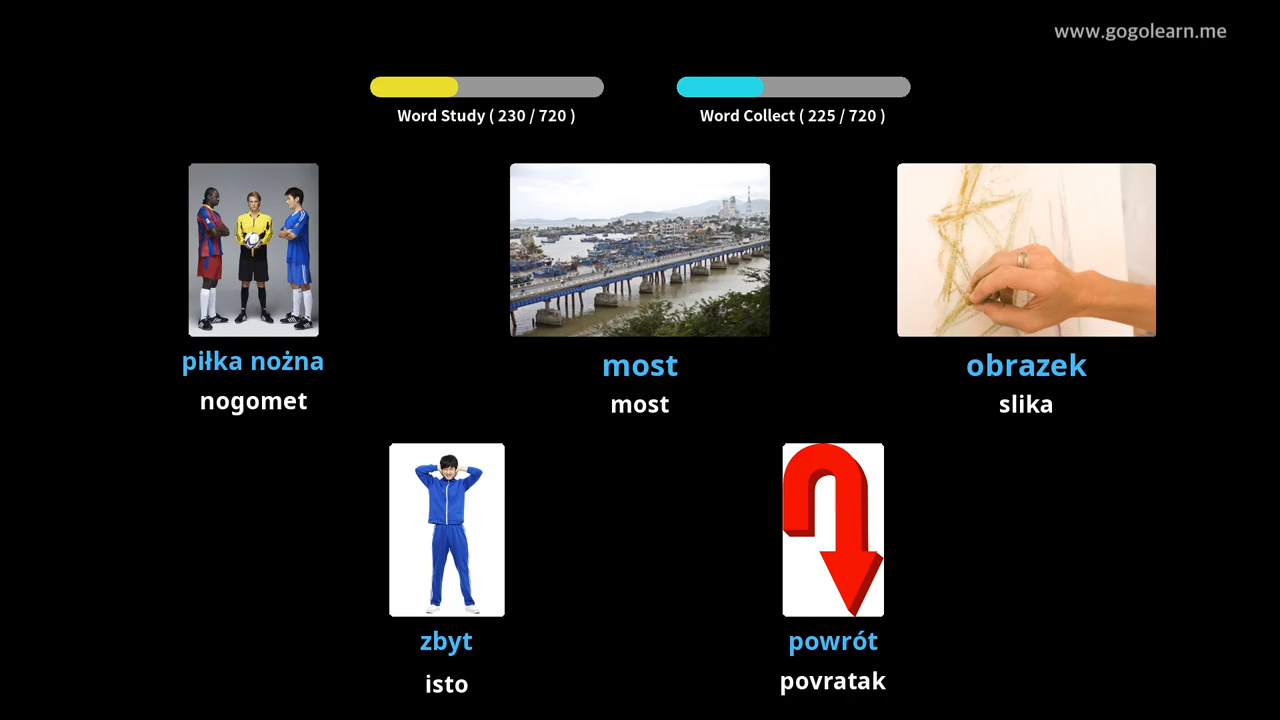 www.gogolearn.me
Word Study ( 230 / 720 )
Word Collect ( 225 / 720 )
piłka nożna
nogomet
most
most
obrazek
slika
zbyt
isto
powrót
povratak